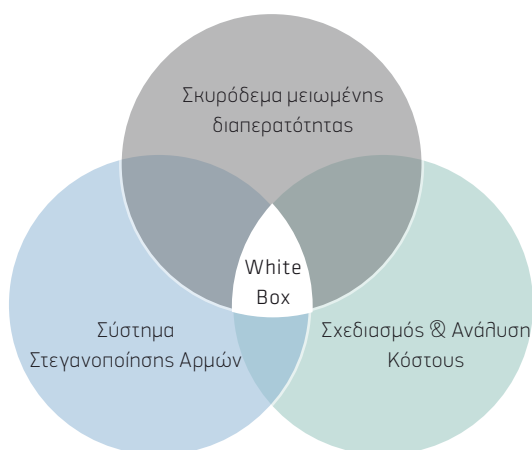 Σκυρόδεμα μειωμένης
διαπερατότητας
White
Box
Σύστημα
Στεγανοποίησης Αρμών
Σχεδιασμός & Ανάλυση
Κόστους